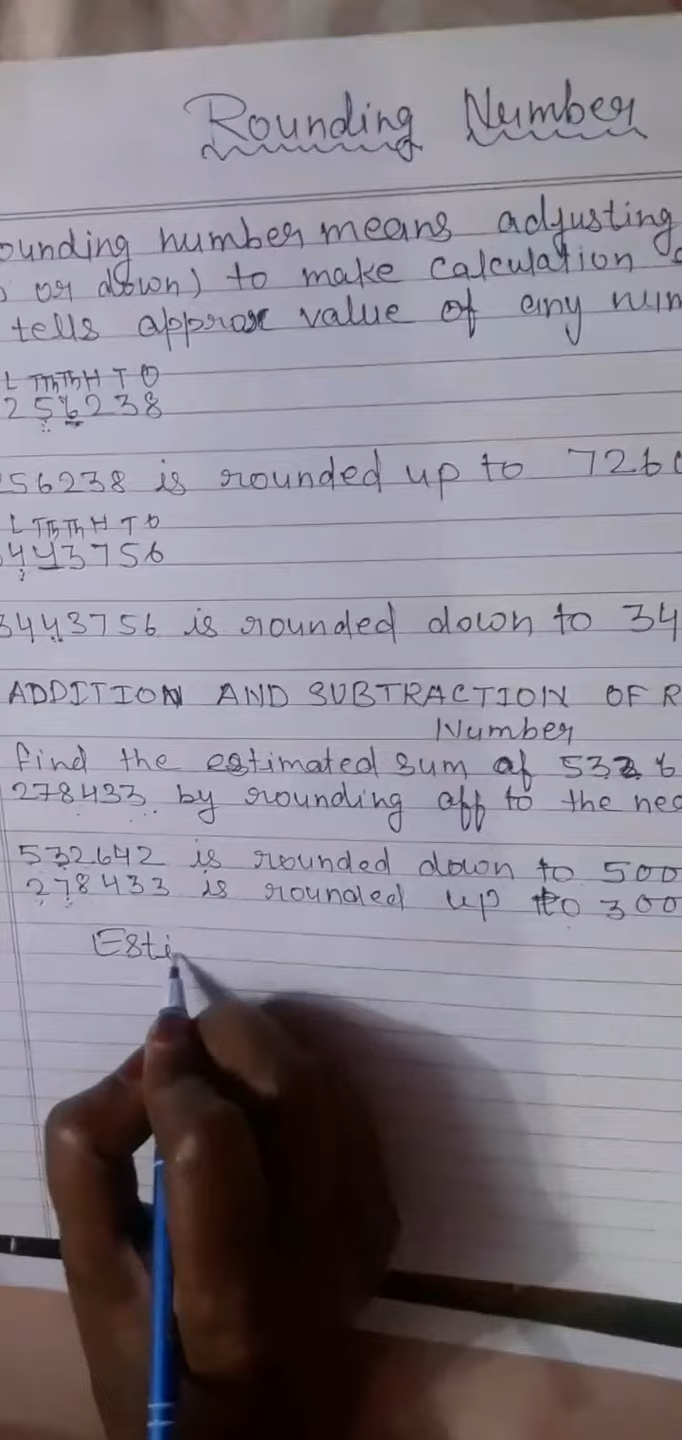 Rounding Number
ounding number means adjusting
or down) to make calculation
tells approx value of any num
L TTh Th H T O
256238
56238 is rounded up to 726
L TTh Th H T O
443756
3443756 is rounded down to 34
ADDITION AND SUBTRACTION OF R
Number
find the estimated sum of 532 6
278433 by rounding off to the nea
532642 is rounded down to 500
278433 is rounded up to 300
Esti